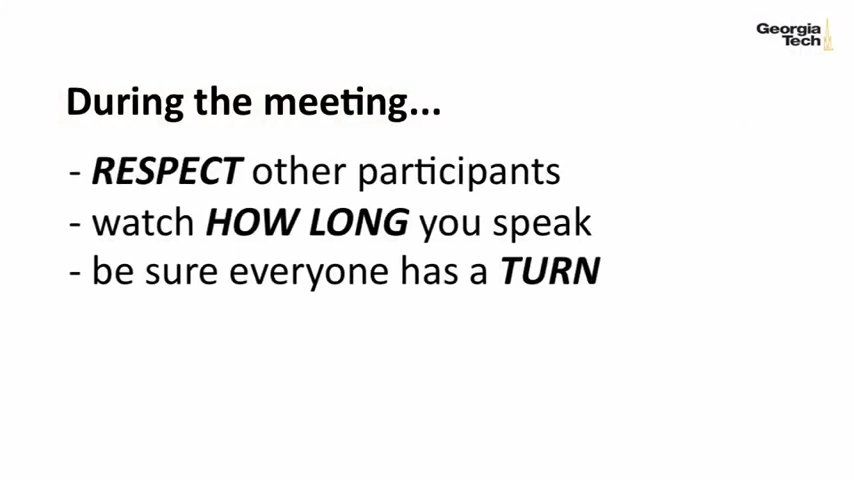 Georgia
Tech
During the meeting...
- RESPECT other participants
- watch HOW LONG you speak
- be sure everyone has a TURN